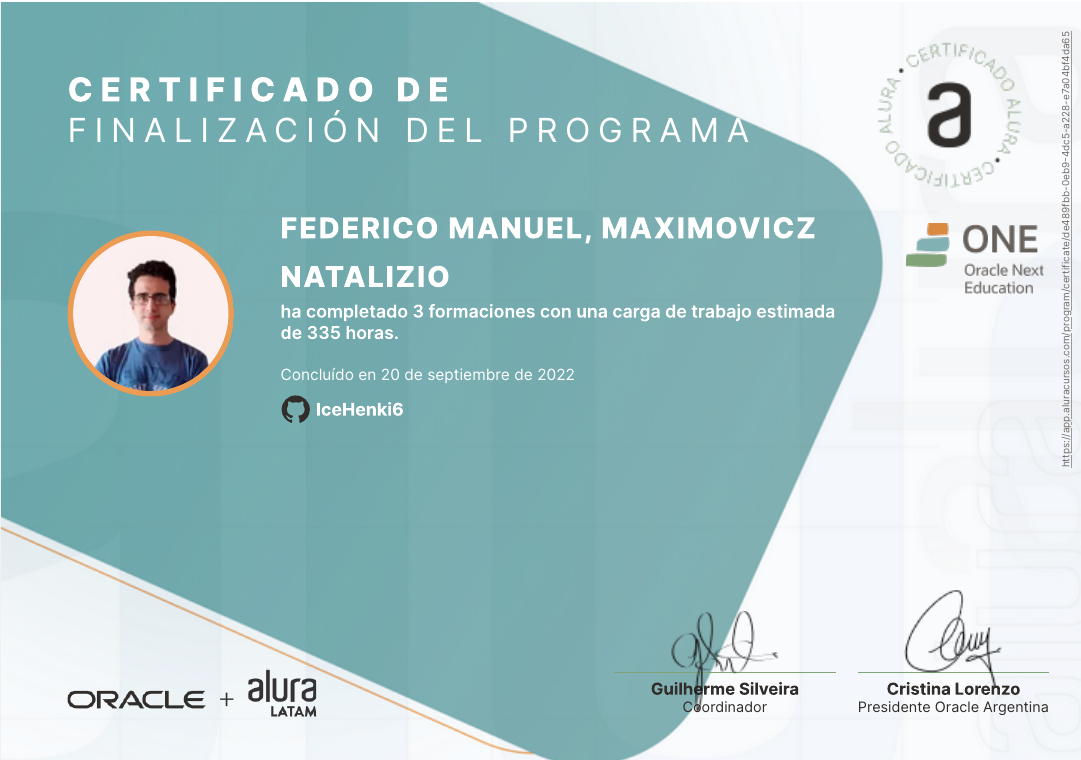 CERTIFICADO DE
FINALIZACIÓN DEL PROGRAMA
CERTIFICADO ALURA • CERTIFICADO ALURA •
a
ONE
Oracle Next
Education
https://app.aluracursos.com/program/certificate/de489fbb-0eb9-4dc5-a228-e7a04bf4da65
FEDERICO MANUEL, MAXIMOVICZ
NATALIZIO
ha completado 3 formaciones con una carga de trabajo estimada
de 335 horas.
Concluído en 20 de septiembre de 2022
IceHenki6
ORACLE + alura
LATAM
Guilherme Silveira
Coordinador
Cristina Lorenzo
Presidente Oracle Argentina